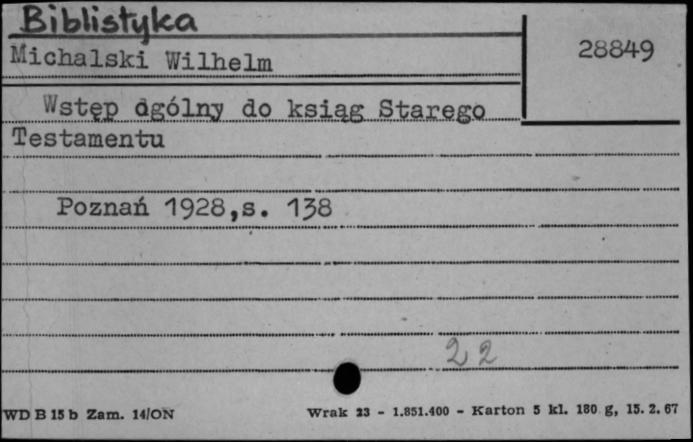 Biblistyka
Michalski Wilhelm
28849
Wstęp ógólny do ksiąg Starego
Testamentu
Poznań 1928,s. 138
22
WD B 15 b Zam. 14/ON
Wrak 23 - 1.851.400 - Karton 5 kl. 180 g, 15. 2. 67